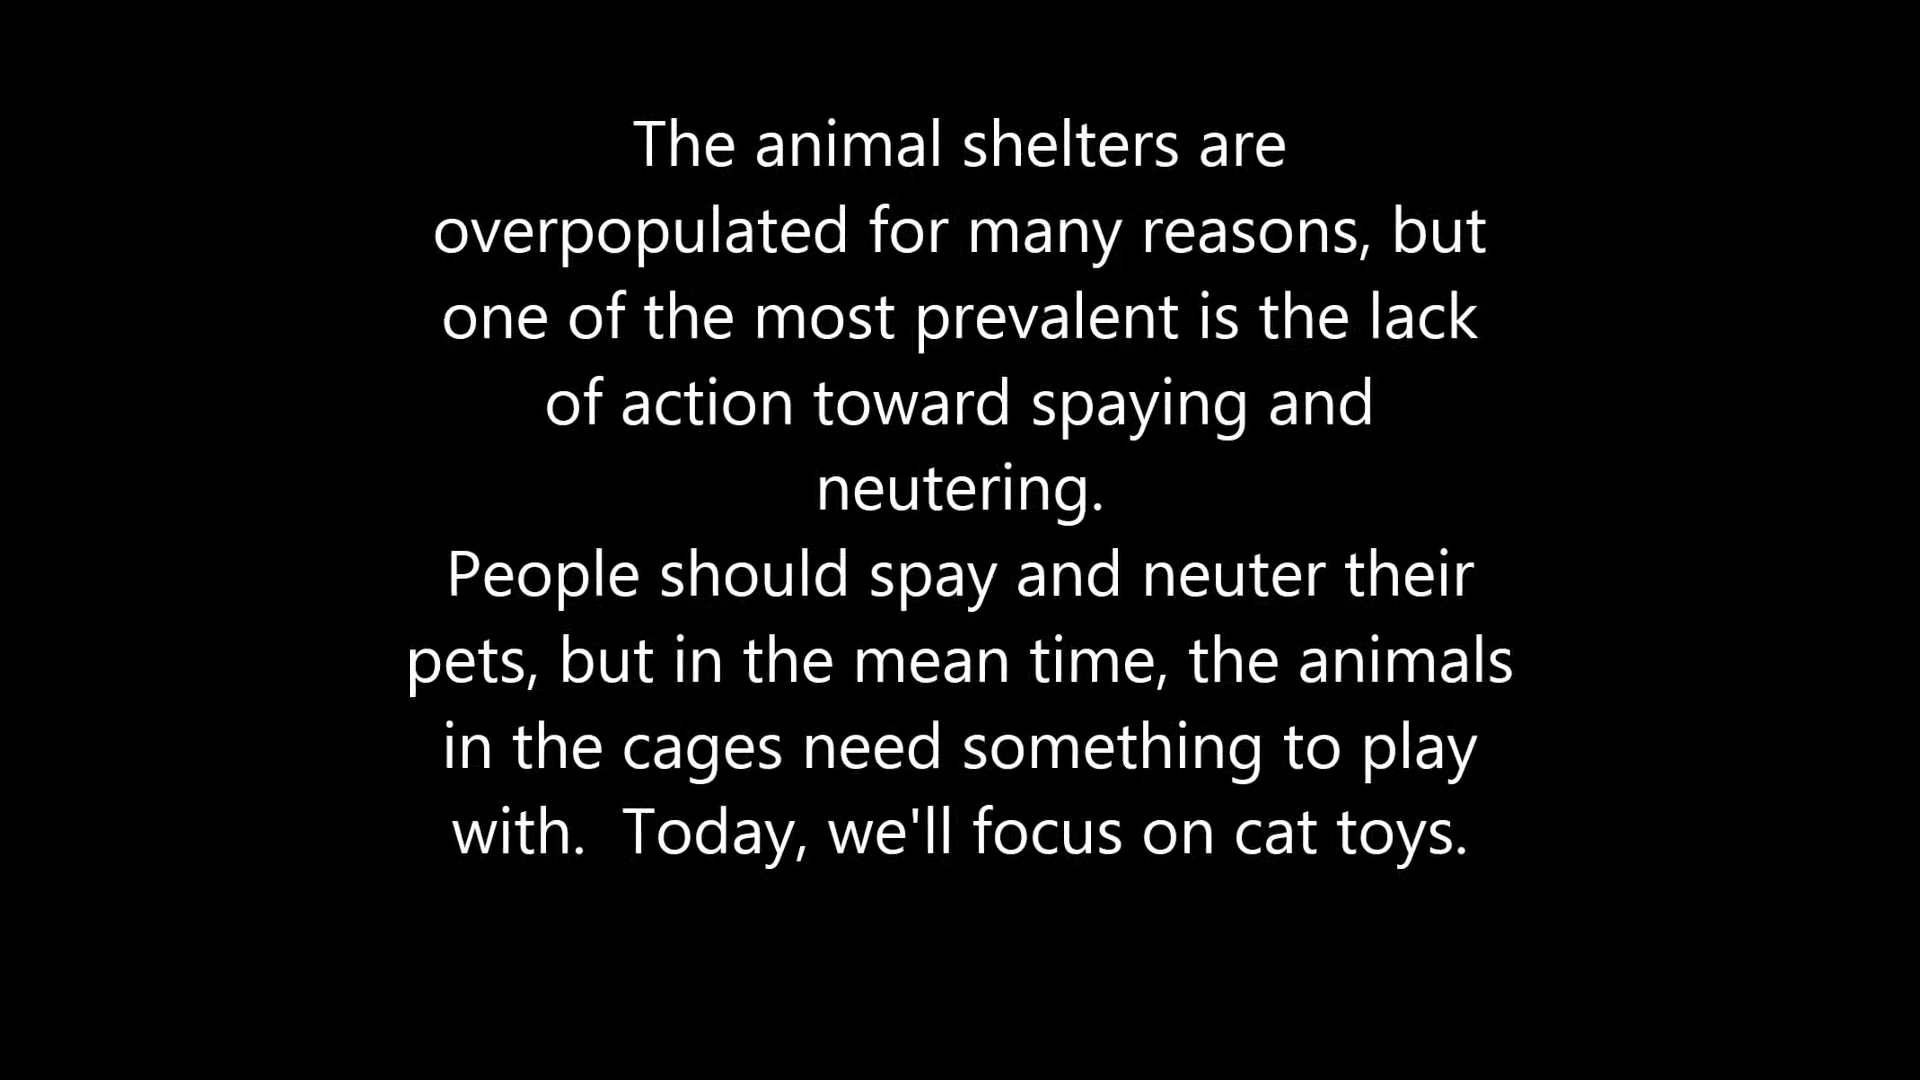 The animal shelters are
overpopulated for many reasons, but
one of the most prevalent is the lack
of action toward spaying and
neutering.
People should spay and neuter their
pets, but in the mean time, the animals
in the cages need something to play
with.  Today, we'll focus on cat toys.